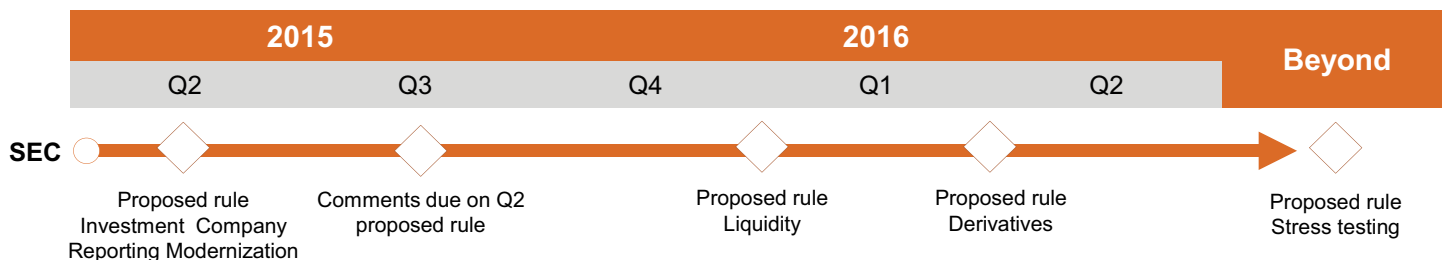 2015
2016
Beyond
Q2
Q3
Q4
Q1
Q2
SEC
Proposed rule
Investment Company
Reporting Modernization
Comments due on Q2
proposed rule
Proposed rule
Liquidity
Proposed rule
Derivatives
Proposed rule
Stress testing